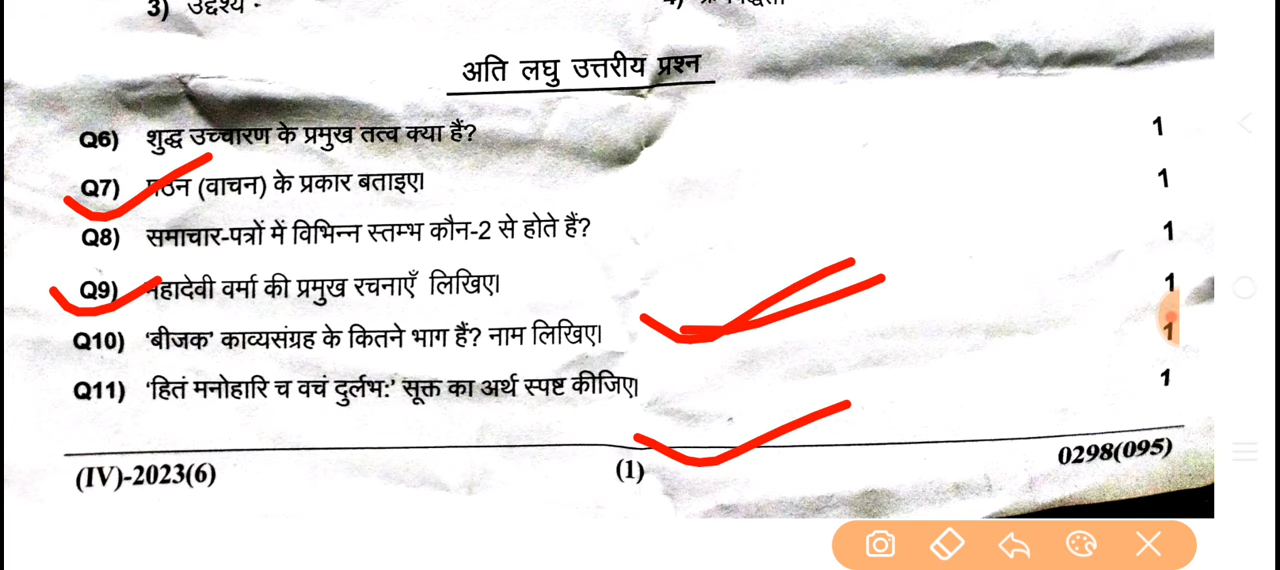 3) उद्देश्य -
अति लघु उत्तरीय प्रश्न
Q6) शुद्ध उच्चारण के प्रमुख तत्व क्या हैं? 1
Q7) पठन (वाचन) के प्रकार बताइए। 1
Q8) समाचार-पत्रों में विभिन्न स्तम्भ कौन-2 से होते हैं? 1
Q9) महादेवी वर्मा की प्रमुख रचनाएँ लिखिए। 1
Q10) ‘बीजक’ काव्यसंग्रह के कितने भाग हैं? नाम लिखिए। 1
Q11) ‘हितं मनोहारि च वचं दुर्लभः’ सूक्त का अर्थ स्पष्ट कीजिए। 1
(IV)-2023(6) (1) 0298(095)